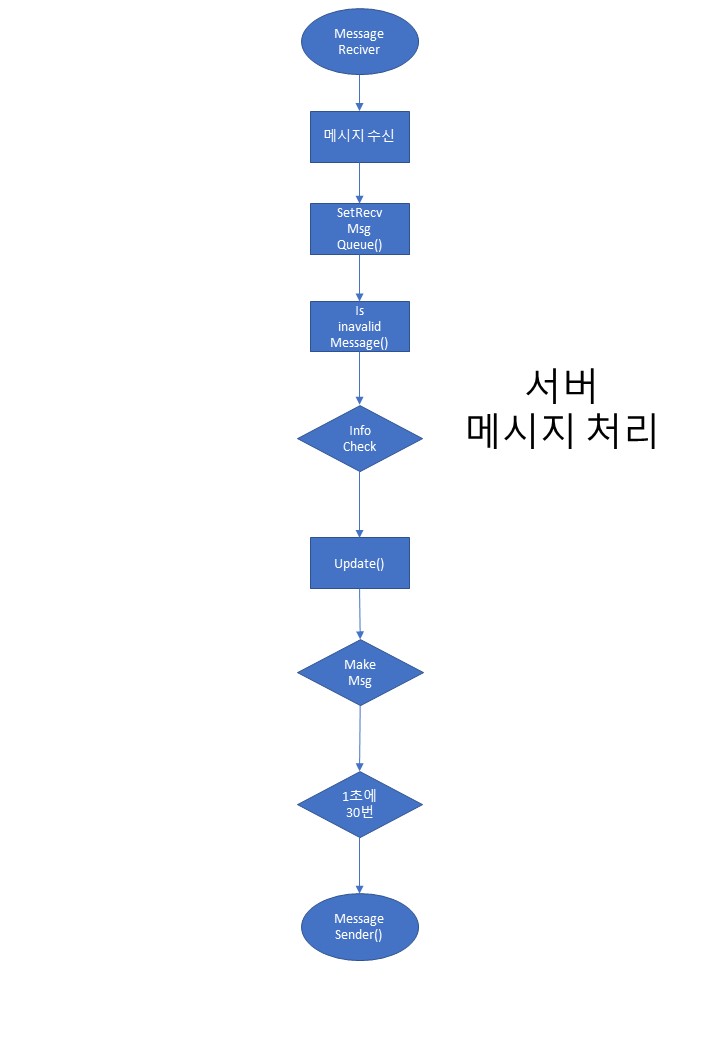 Message
Reciver
메시지 수신
SetRecv
Msg
Queue()
Is
inavalid
Message()
Info
Check
서버
메시지 처리
Update()
Make
Msg
1초에
30번
Message
Sender()